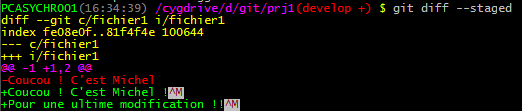 PCASYCHR001(16:34:39) /cygdrive/d/git/prj1(develop +) $ git diff --staged
diff --git c/fichier1 i/fichier1
index fe08e0f..81f4f4e 100644
--- c/fichier1
+++ i/fichier1
@@ -1 +1,2 @@
-Coucou ! C'est Michel
+Coucou ! C'est Michel !^M
+Pour une ultime modification !!^M